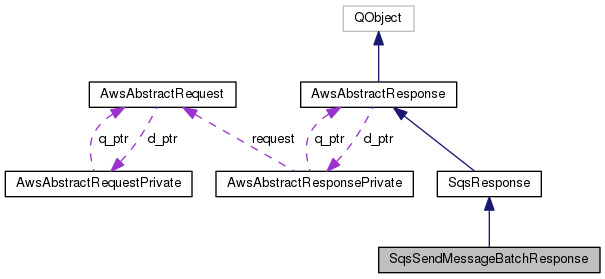 QObject
AwsAbstractRequest
AwsAbstractResponse
q_ptr
d_ptr
request
q_ptr
d_ptr
AwsAbstractRequestPrivate
AwsAbstractResponsePrivate
SqsResponse
SqsSendMessageBatchResponse